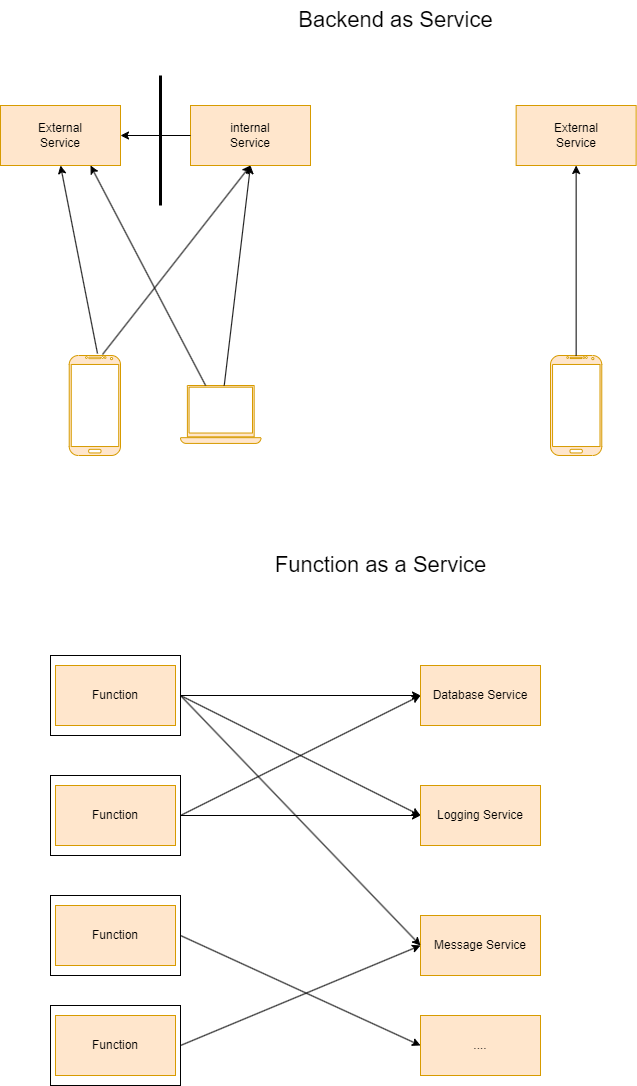 Backend as Service
External
Service
internal
Service
External
Service
Function as a Service
Function
Database Service
Function
Logging Service
Function
Message Service
Function
....